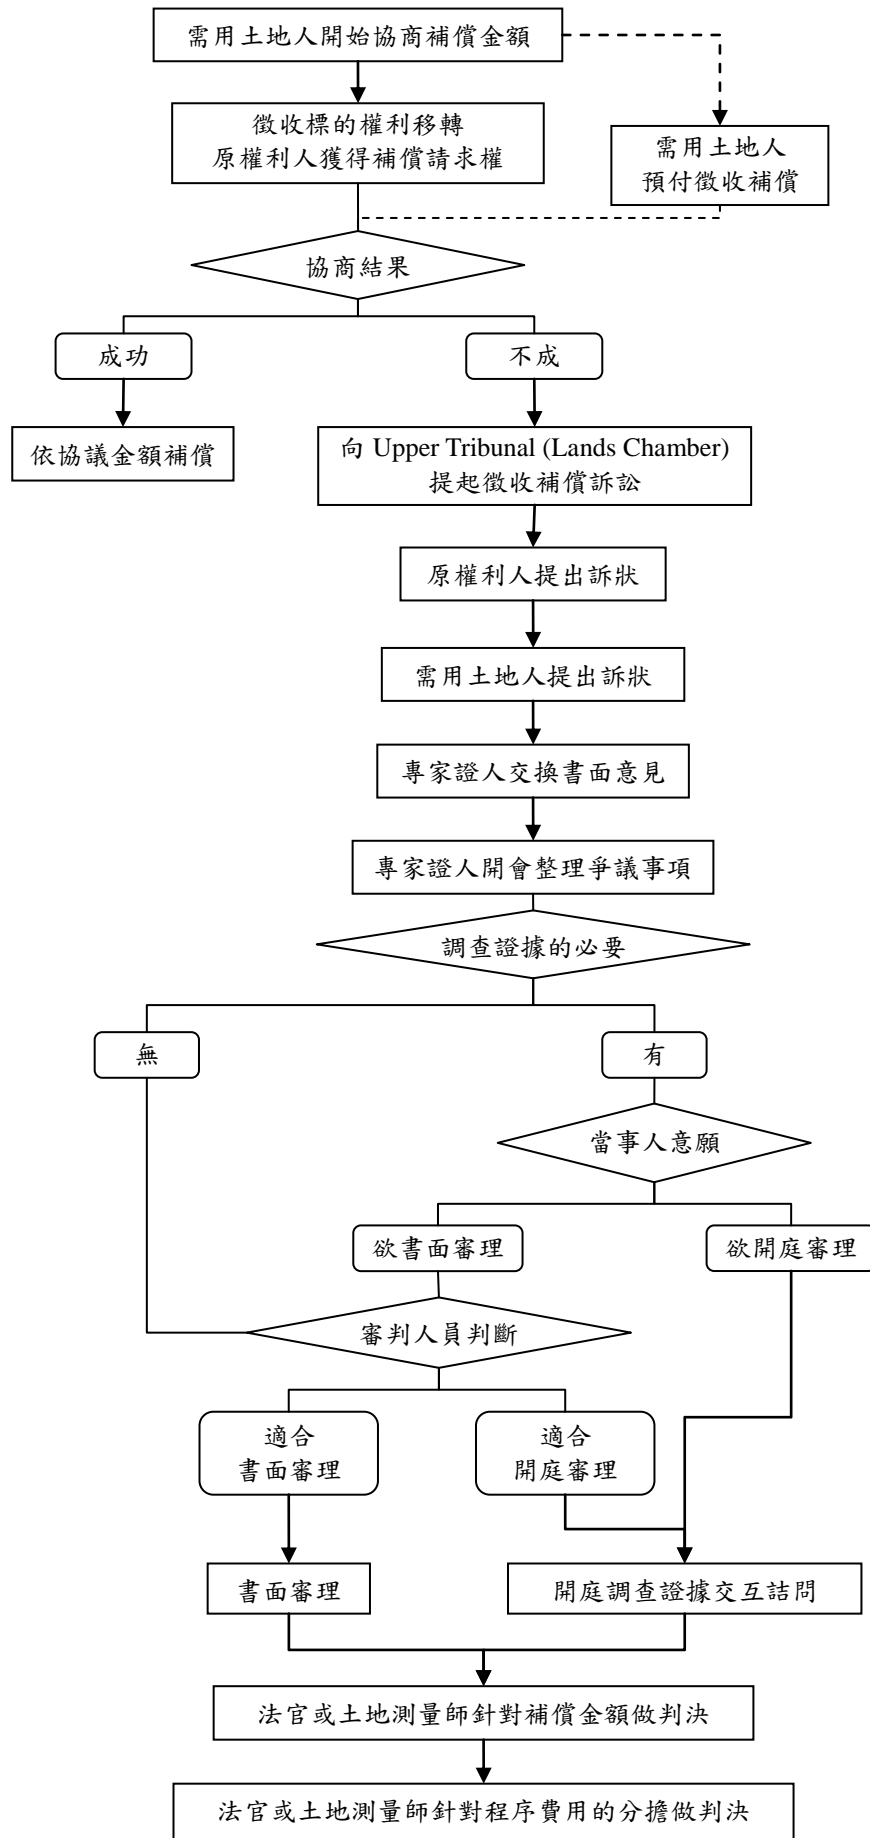 需用土地人開始協商補償金額
徵收標的權利移轉
原權利人獲得補償請求權
需用土地人
預付徵收補償
協商結果
成功
不成
依協議金額補償
向 Upper Tribunal (Lands Chamber)
提起徵收補償訴訟
原權利人提出訴狀
需用土地人提出訴狀
專家證人交換書面意見
專家證人開會整理爭議事項
調查證據的必要
無
有
當事人意願
欲書面審理
欲開庭審理
審判人員判斷
適合
書面審理
適合
開庭審理
書面審理
開庭調查證據交互詰問
法官或土地測量師針對補償金額做判決
法官或土地測量師針對程序費用的分擔做判決